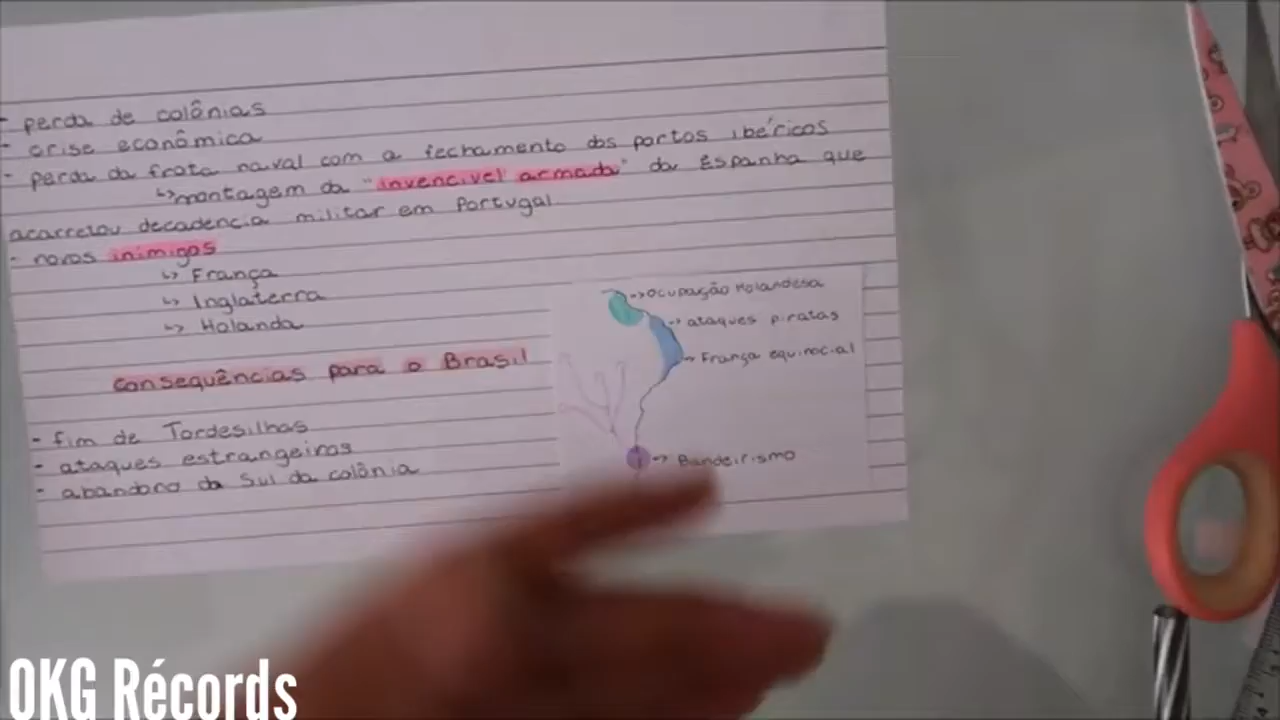 - perda de colônias
- crise econômica
- perda da frota naval com a fechamento dos portos ibéricos
↳ montagem da "invencível armada" da Espanha que
acarretou decadencia militar em Portugal
- novos inimigos
↳ França
↳ Inglaterra
↳ Holanda
consequências para o Brasil
- fim de Tordesilhas
- ataques estrangeiros
- abandono do Sul da colônia
→ ocupação Holandesa
→ ataques piratas
→ França equinocial
→ Bandeirismo
OKG Récords